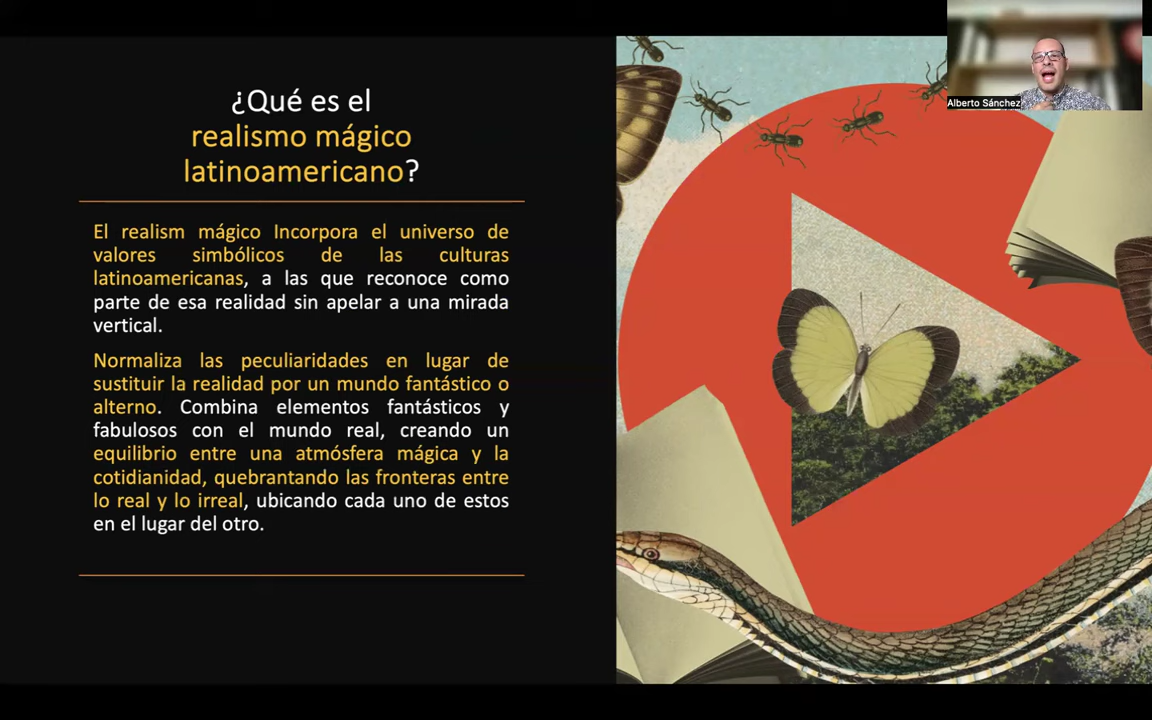 ¿Qué es el
realismo mágico
latinoamericano?
El realism mágico Incorpora el universo de
valores simbólicos de las culturas
latinoamericanas, a las que reconoce como
parte de esa realidad sin apelar a una mirada
vertical.
Normaliza las peculiaridades en lugar de
sustituir la realidad por un mundo fantástico o
alterno. Combina elementos fantásticos y
fabulosos con el mundo real, creando un
equilibrio entre una atmósfera mágica y la
cotidianidad, quebrantando las fronteras entre
lo real y lo irreal, ubicando cada uno de estos
en el lugar del otro.
Alberto Sánchez